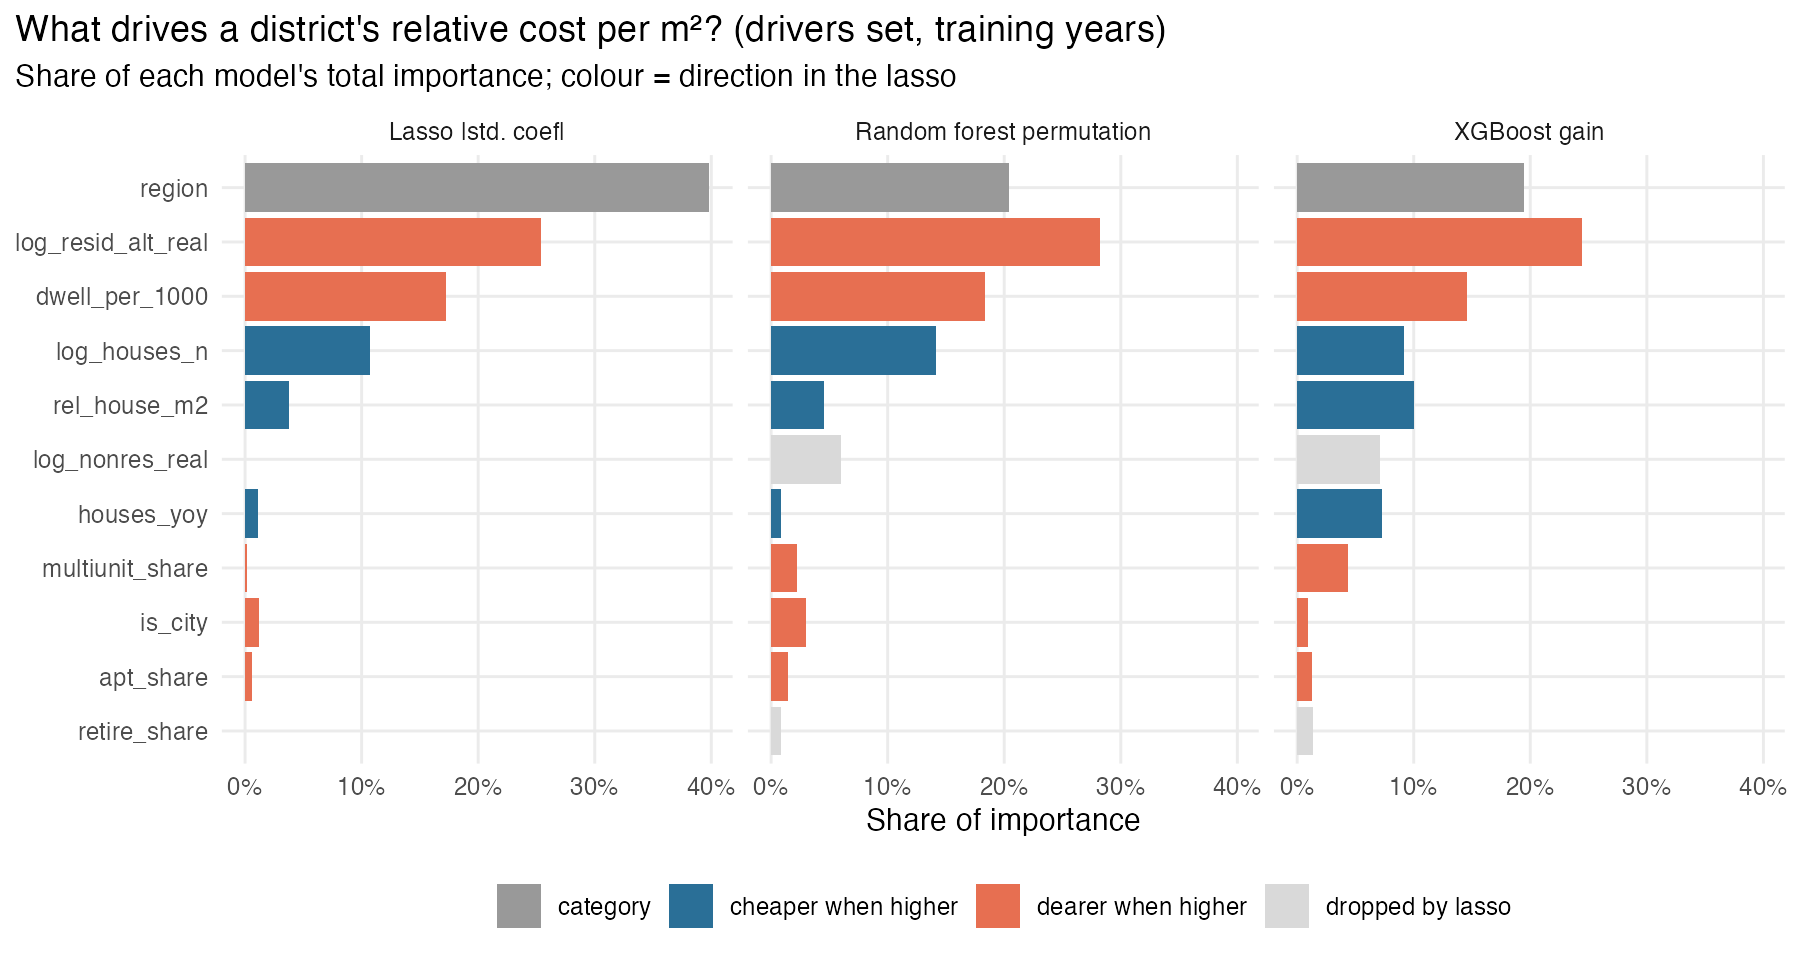 What drives a district's relative cost per m²? (drivers set, training years)
Share of each model's total importance; colour = direction in the lasso
Lasso |std. coef|
Random forest permutation
XGBoost gain
region
log_resid_alt_real
dwell_per_1000
log_houses_n
rel_house_m2
log_nonres_real
houses_yoy
multiunit_share
is_city
apt_share
retire_share
0% 10% 20% 30% 40% 0% 10% 20% 30% 40% 0% 10% 20% 30% 40%
Share of importance
category cheaper when higher dearer when higher dropped by lasso